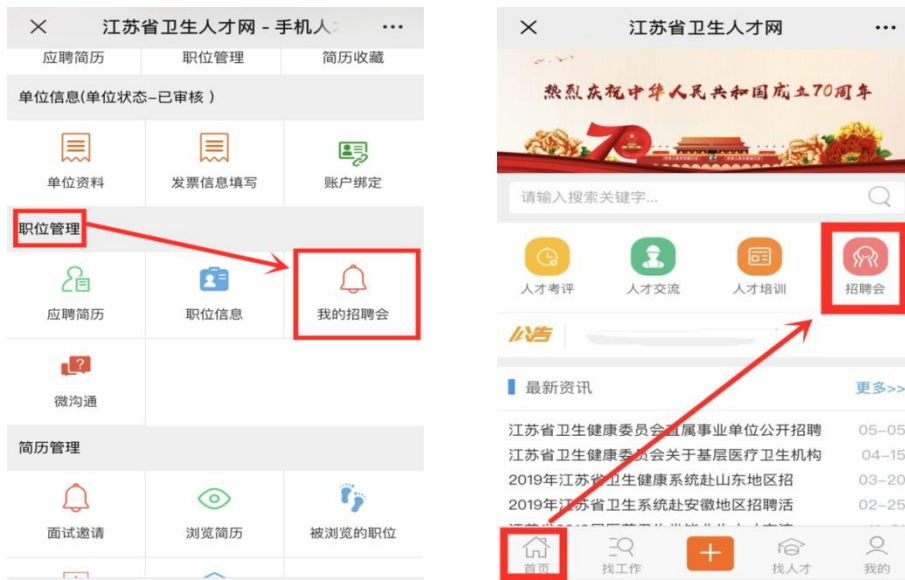 江苏省卫生人才网 - 手机人
应聘简历
职位管理
简历收藏
单位信息(单位状态-已审核 )
单位资料
发票信息填写
账户绑定
职位管理
应聘简历
职位信息
我的招聘会
微沟通
简历管理
面试邀请
浏览简历
被浏览的职位
江苏省卫生人才网
热烈庆祝中华人民共和国成立70周年
请输入搜索关键字...
人才考评
人才交流
人才培训
招聘会
公告
最新资讯
更多>>
江苏省卫生健康委员会直属事业单位公开招聘 05-05
江苏省卫生健康委员会关于基层医疗卫生机构 04-15
2019年江苏省卫生健康系统赴山东地区招 03-20
2019年江苏省卫生系统赴安徽地区招聘活 02-25
首页
找工作
找人才
我的